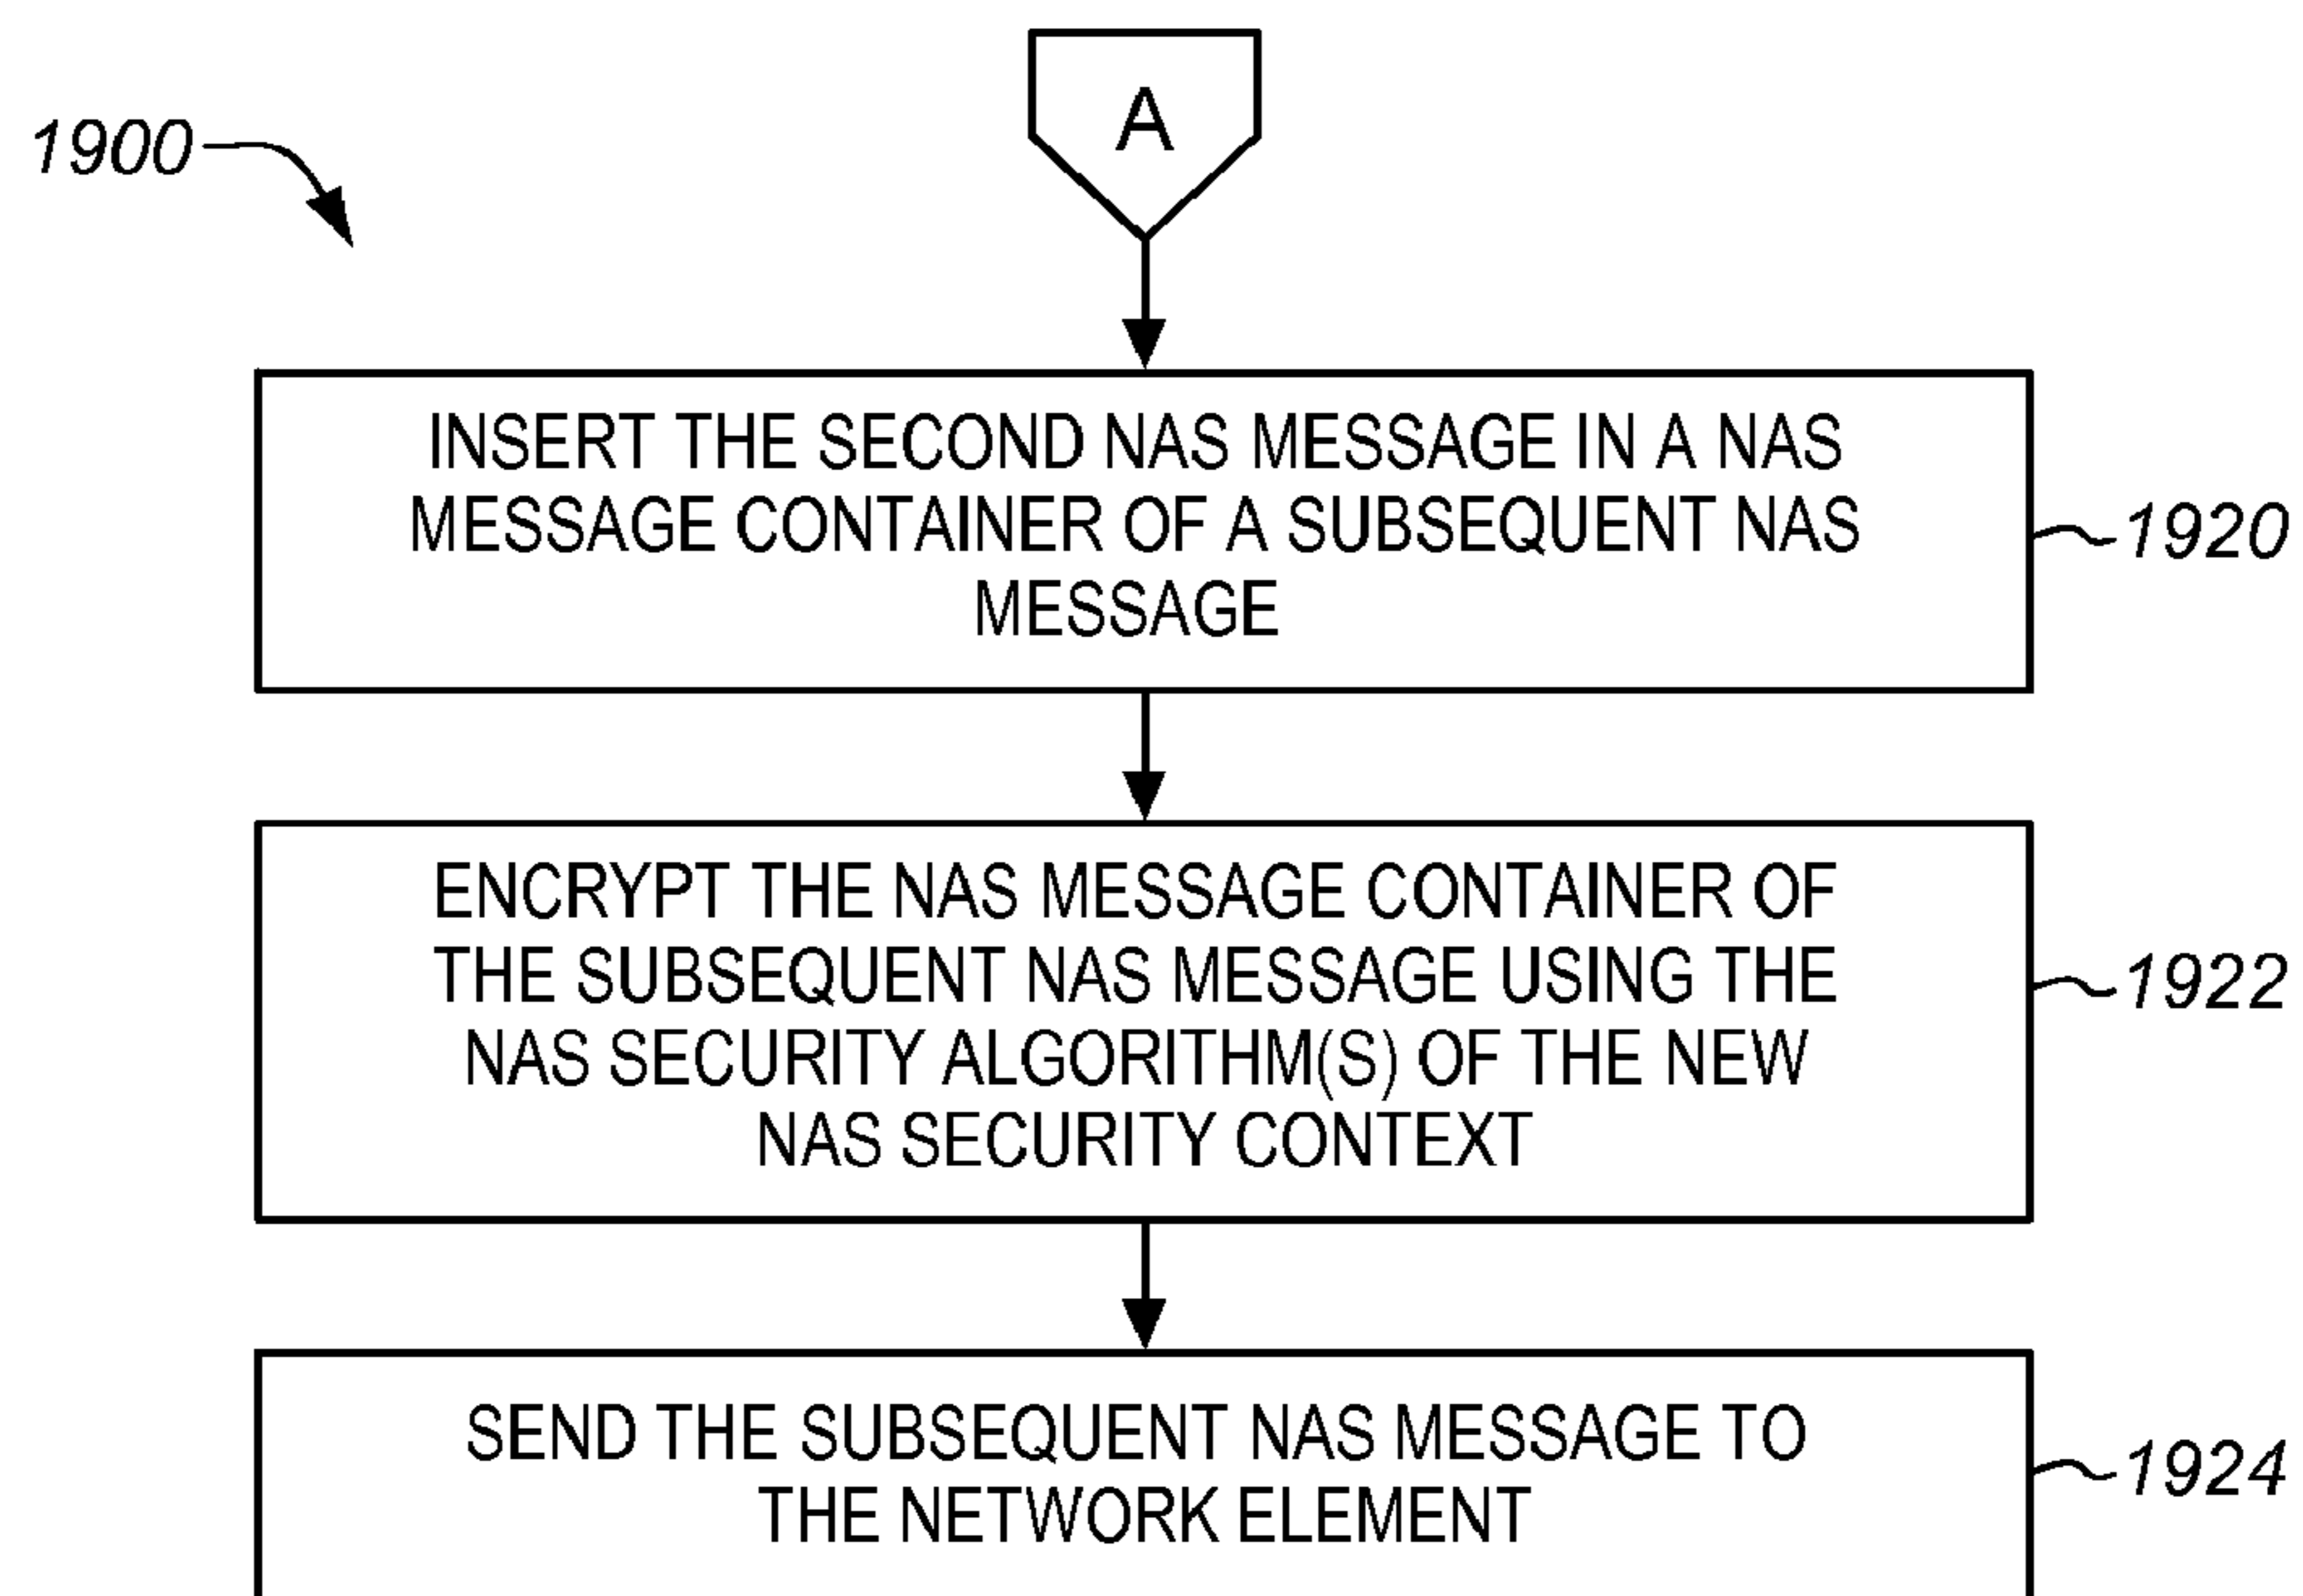 A
1900
INSERT THE SECOND NAS MESSAGE IN A NAS
MESSAGE CONTAINER OF A SUBSEQUENT NAS
MESSAGE
1920
ENCRYPT THE NAS MESSAGE CONTAINER OF
THE SUBSEQUENT NAS MESSAGE USING THE
NAS SECURITY ALGORITHM(S) OF THE NEW
NAS SECURITY CONTEXT
1922
SEND THE SUBSEQUENT NAS MESSAGE TO
THE NETWORK ELEMENT
1924